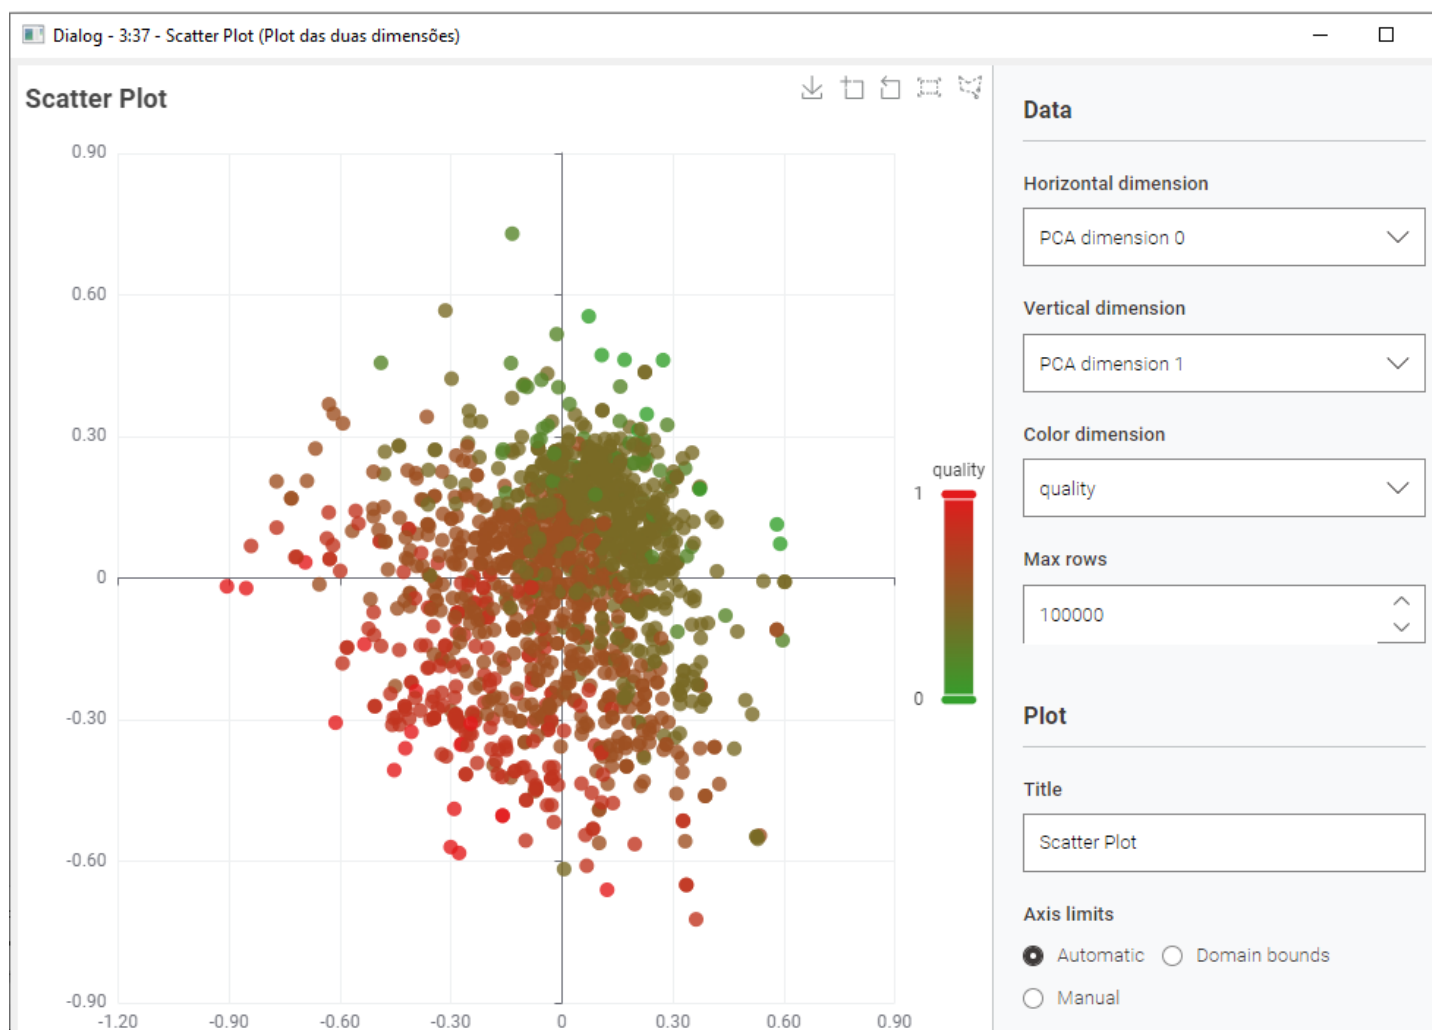 Dialog - 3:37 - Scatter Plot (Plot das duas dimensões)
Scatter Plot
0.90
0.60
0.30
0
-0.30
-0.60
-0.90
-1.20 -0.90 -0.60 -0.30 0 0.30 0.60 0.90
quality
1
0
Data
Horizontal dimension
PCA dimension 0
Vertical dimension
PCA dimension 1
Color dimension
quality
Max rows
100000
Plot
Title
Scatter Plot
Axis limits
Automatic Domain bounds
Manual